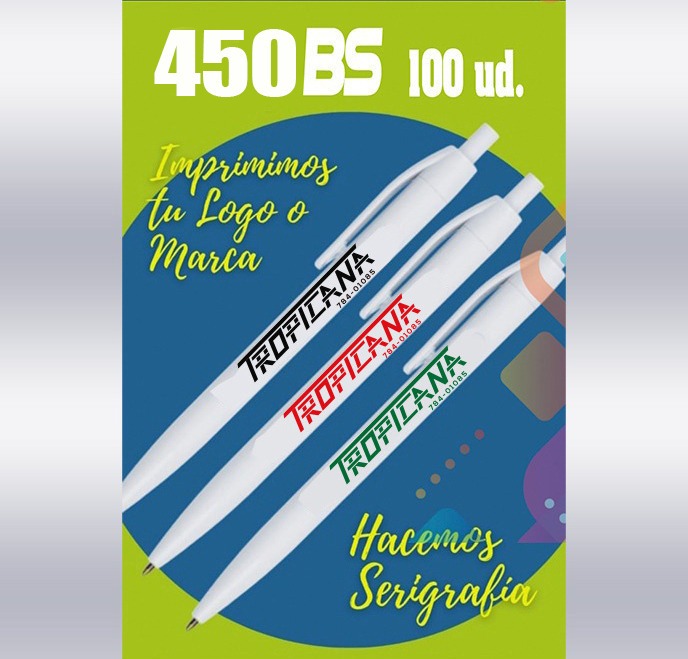 450BS 100 ud.
Imprimimos
tu Logo o
Marca
TROPICANA
784-01085
TROPICANA
784-01085
TROPICANA
784-01085
Hacemos
Serigrafía